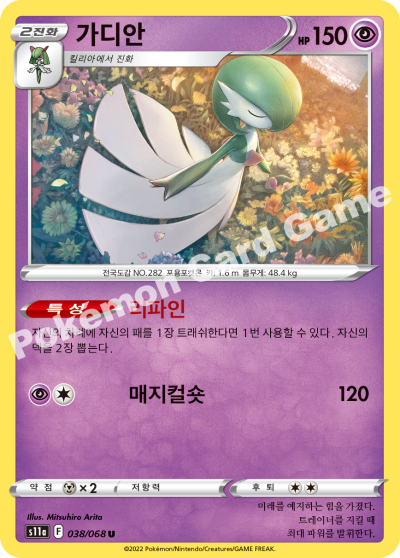 2진화 가디안 HP 150
킬리아에서 진화
전국도감 NO.282 포용포켓몬 키: 1.6 m 몸무게: 48.4 kg
특성 리파인
자신의 차례에 자신의 패를 1장 트래쉬한다면 1번 사용할 수 있다. 자신의
덱을 2장 뽑는다.
매지컬숏 120
약점 ×2 저항력 후퇴
Illus. Mitsuhiro Arita
미래를 예지하는 힘을 가졌다.
s11a F 038/068 U
트레이너를 지킬 때
최대 파워를 발휘한다.
©2022 Pokémon/Nintendo/Creatures/GAME FREAK.
Pokémon Card Game